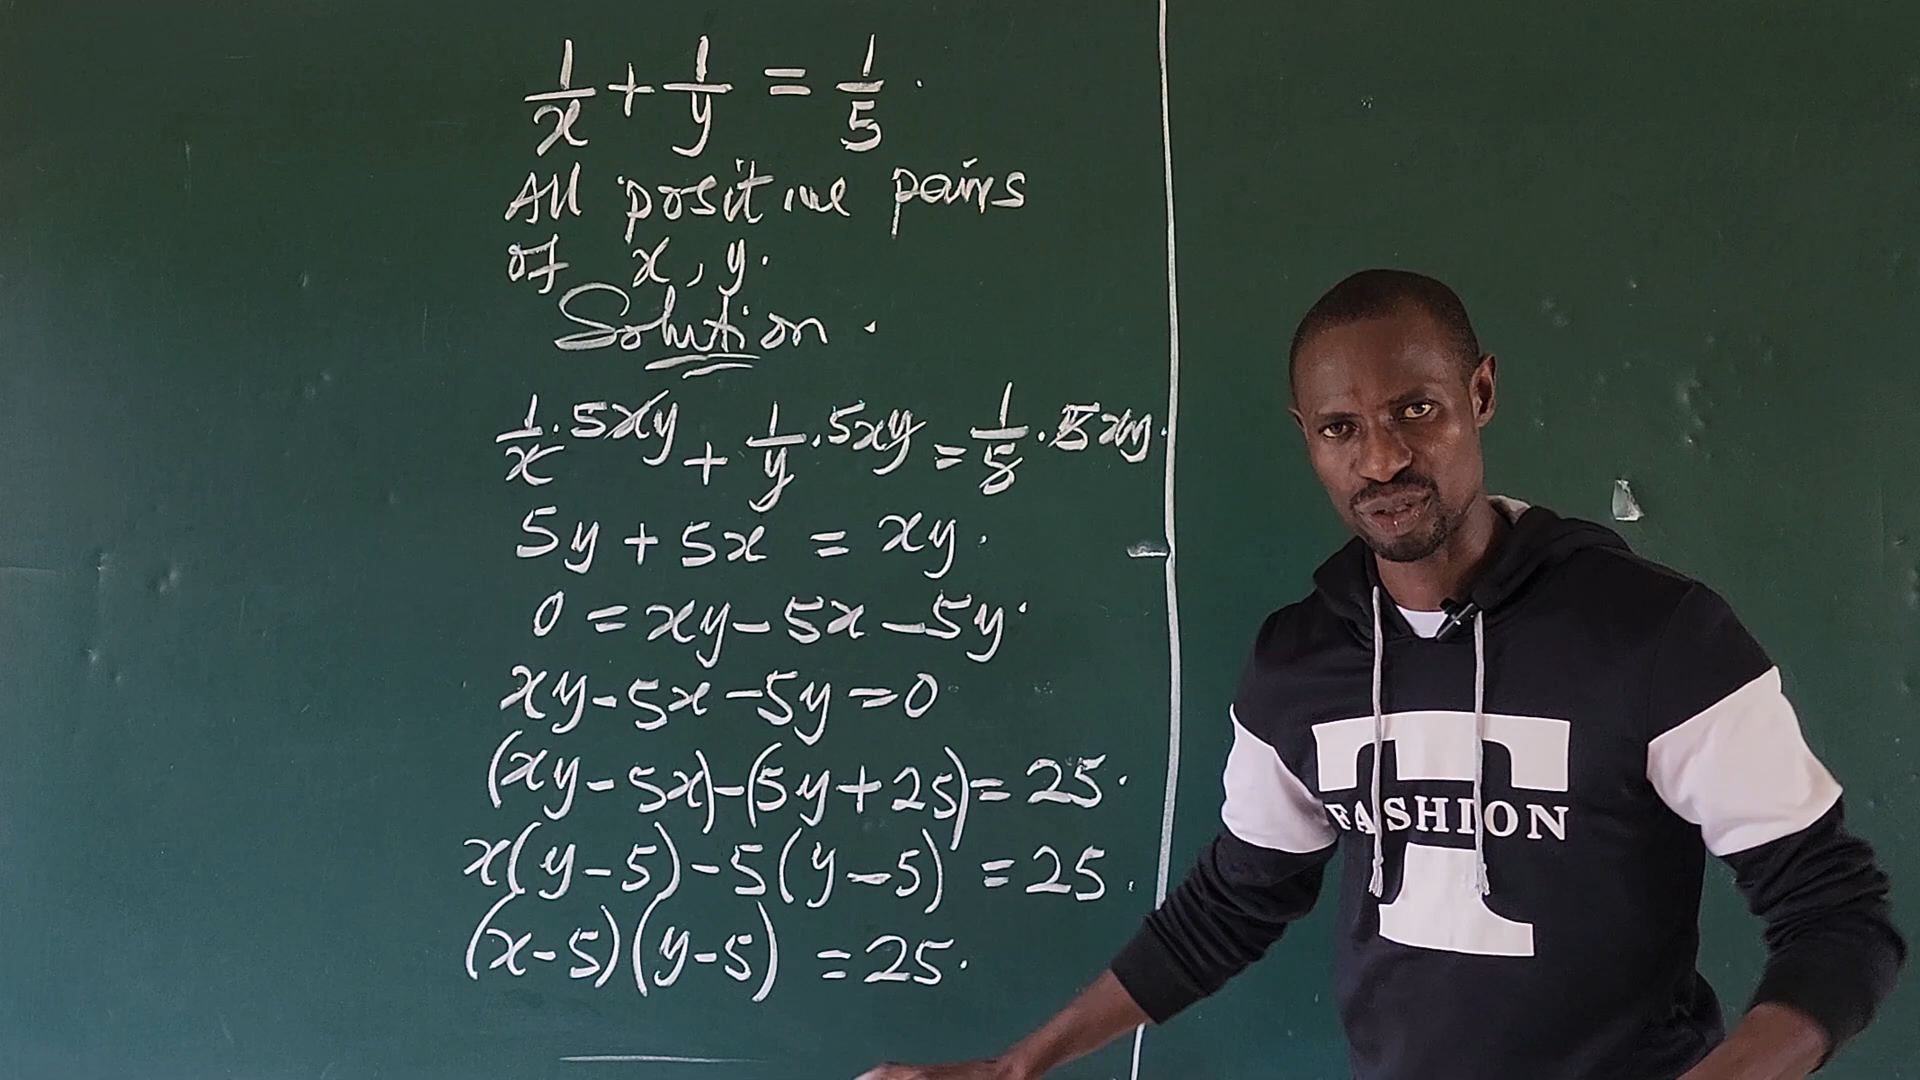 1/x + 1/y = 1/5.
All positive pairs
of x, y.
Solution.
1/x . 5xy + 1/y . 5xy = 1/5 . 5xy.
5y + 5x = xy.
0 = xy - 5x - 5y.
xy - 5x - 5y = 0
(xy - 5x) - (5y + 25) = 25.
x(y - 5) - 5(y - 5) = 25.
(x - 5)(y - 5) = 25.
T
FASHION